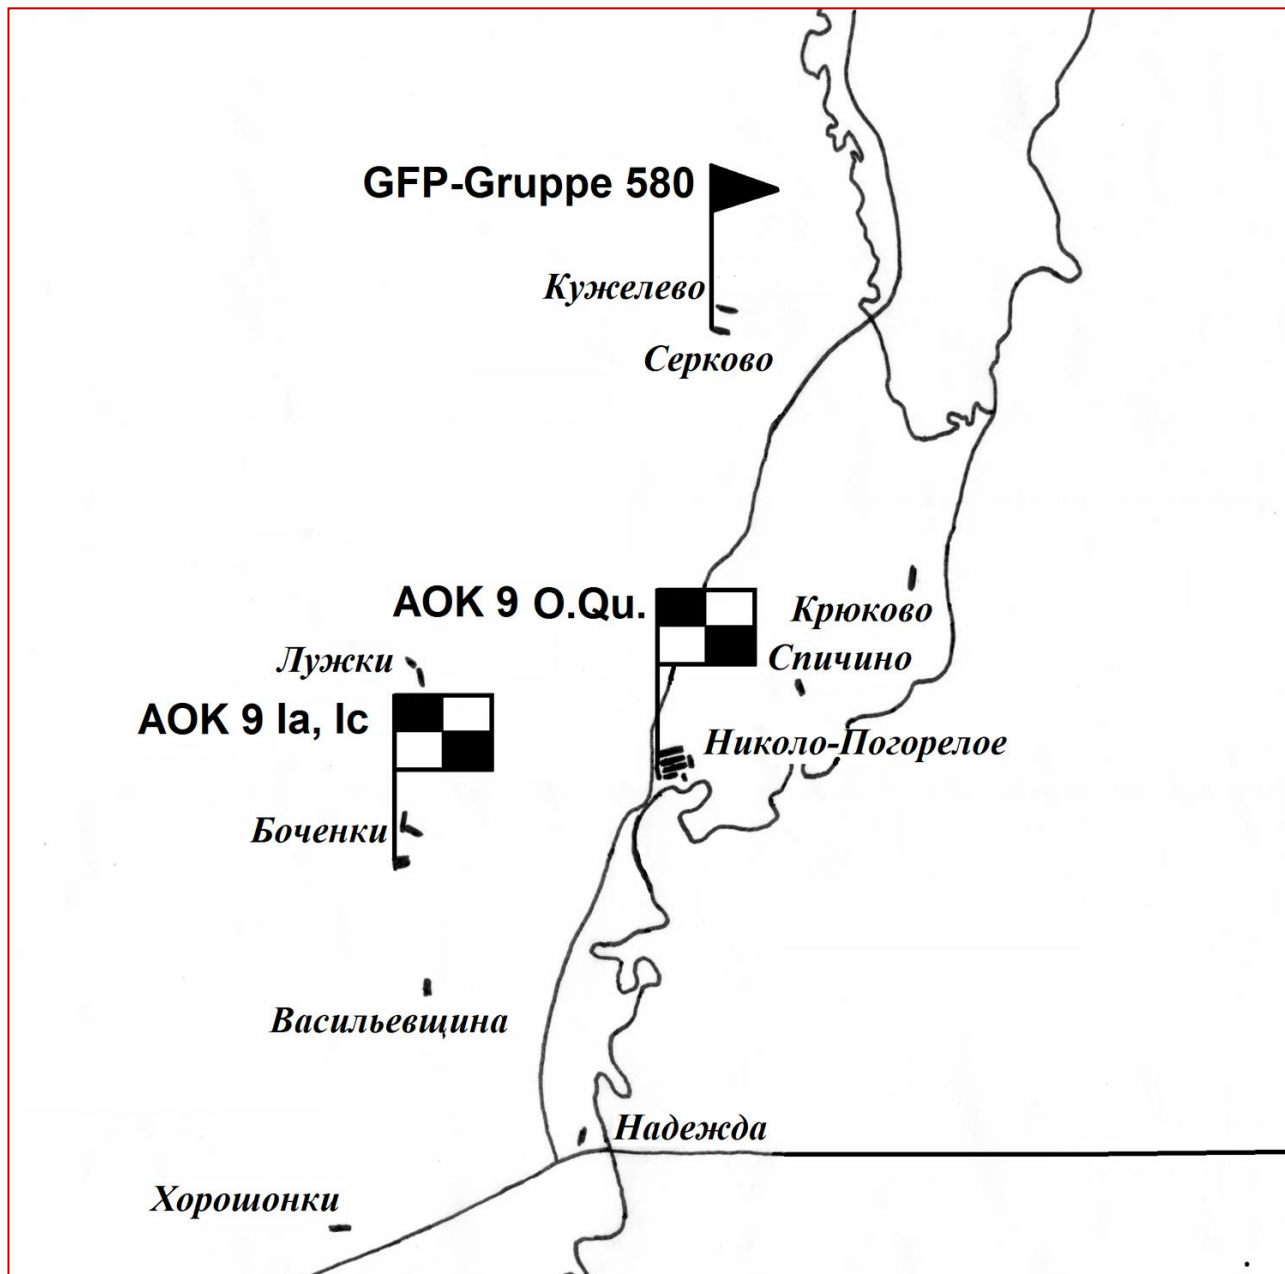 GFP-Gruppe 580
Кужелево
Серково
AOK 9 O.Qu.
Крюково
Спичино
Лужки
AOK 9 Ia, Ic
Николо-Погорелое
Боченки
Васильевщина
Надежда
Хорошонки